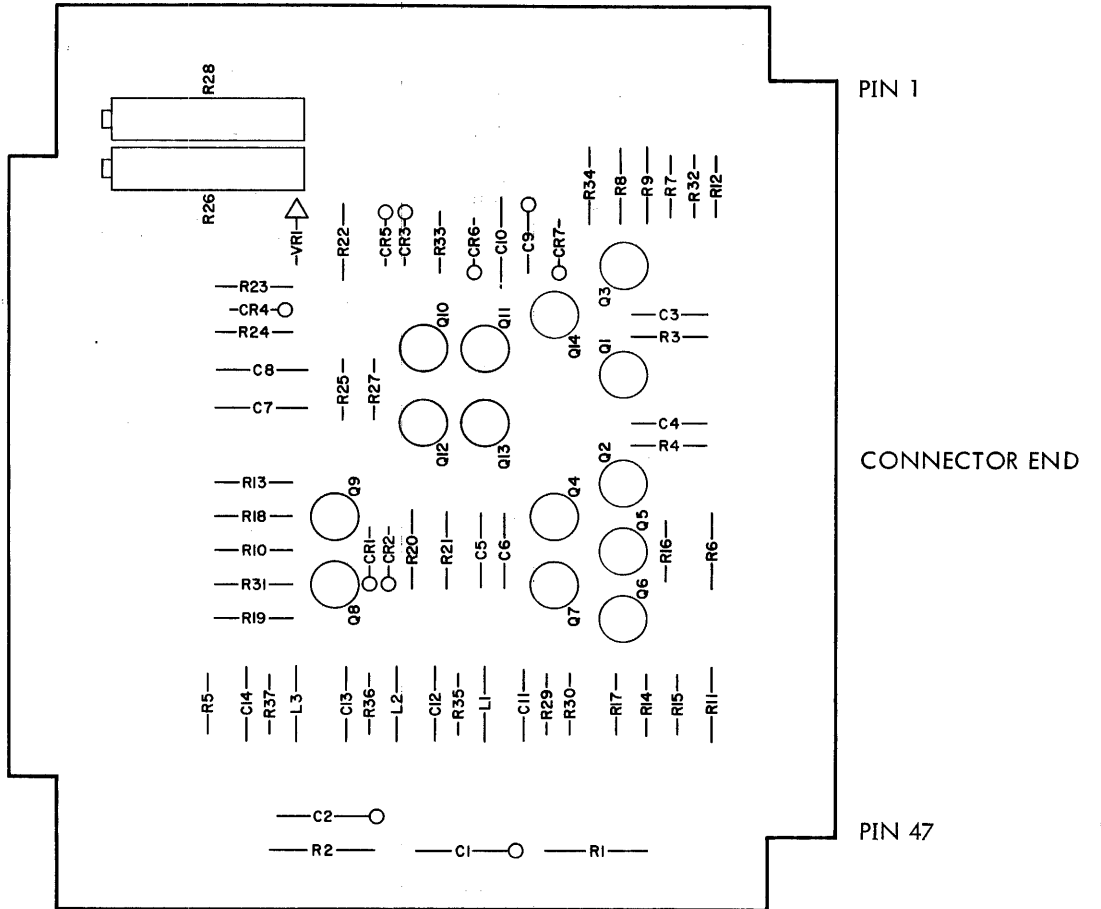 R28
PIN 1
R26
VR1
R22
CR5
CR3
R33
CR6
C10
C9
CR7
R34
R8
R9
R7
R32
R12
R23
CR4
R24
Q10
Q11
Q14
Q3
C3
R3
C8
C7
R25
R27
Q12
Q13
Q1
C4
R4
CONNECTOR END
R13
R18
R10
R31
R19
Q9
Q8
CR1
CR2
R20
R21
C5
C6
Q4
Q7
Q2
Q5
Q6
R16
R6
R5
C14
R37
L3
C13
R36
L2
C12
R35
L1
C11
R29
R30
R17
R14
R15
R11
C2
R2
C1
R1
PIN 47